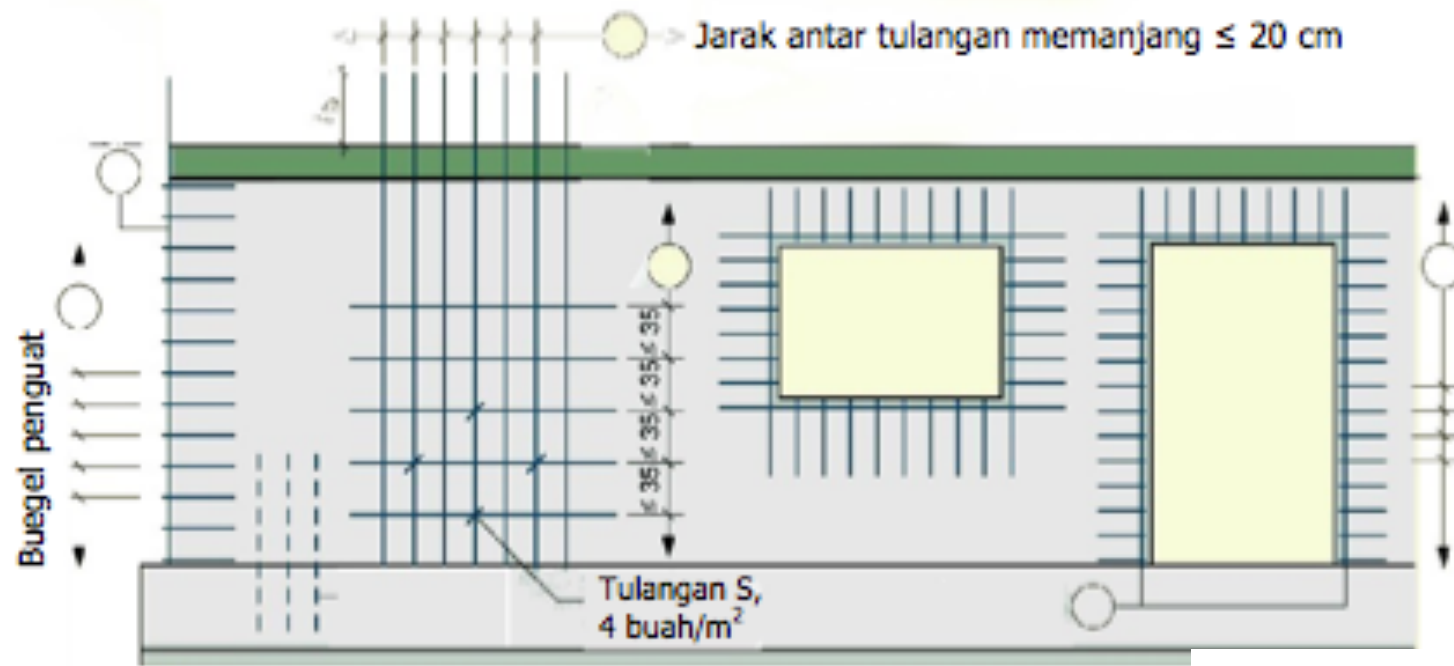 Jarak antar tulangan memanjang ≤ 20 cm
Buegel penguat
≤ 35
≤ 35
≤ 35
≤ 35
Tulangan S,
4 buah/m²